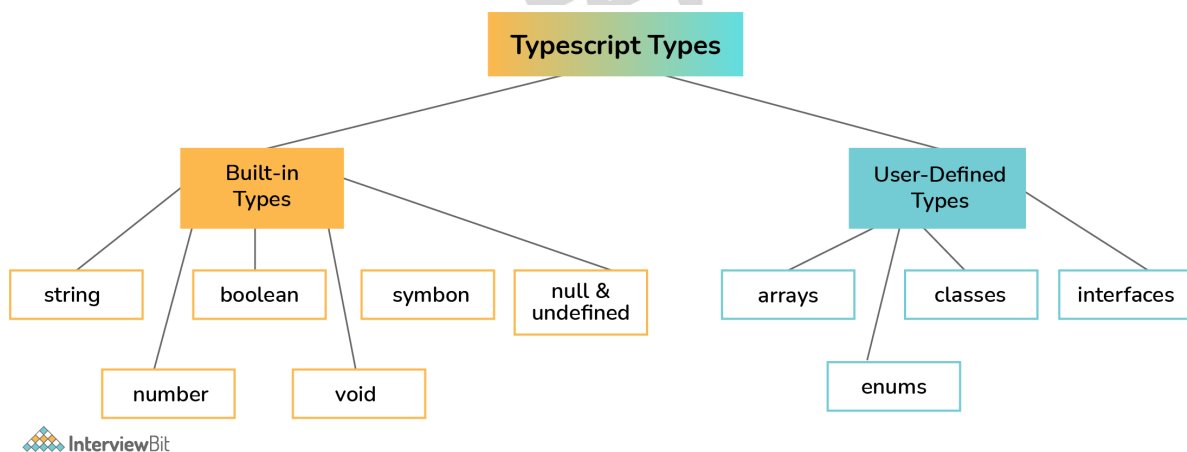 Typescript Types
Built-in
Types
User-Defined
Types
string
boolean
symbon
null &
undefined
arrays
classes
interfaces
number
void
enums
InterviewBit